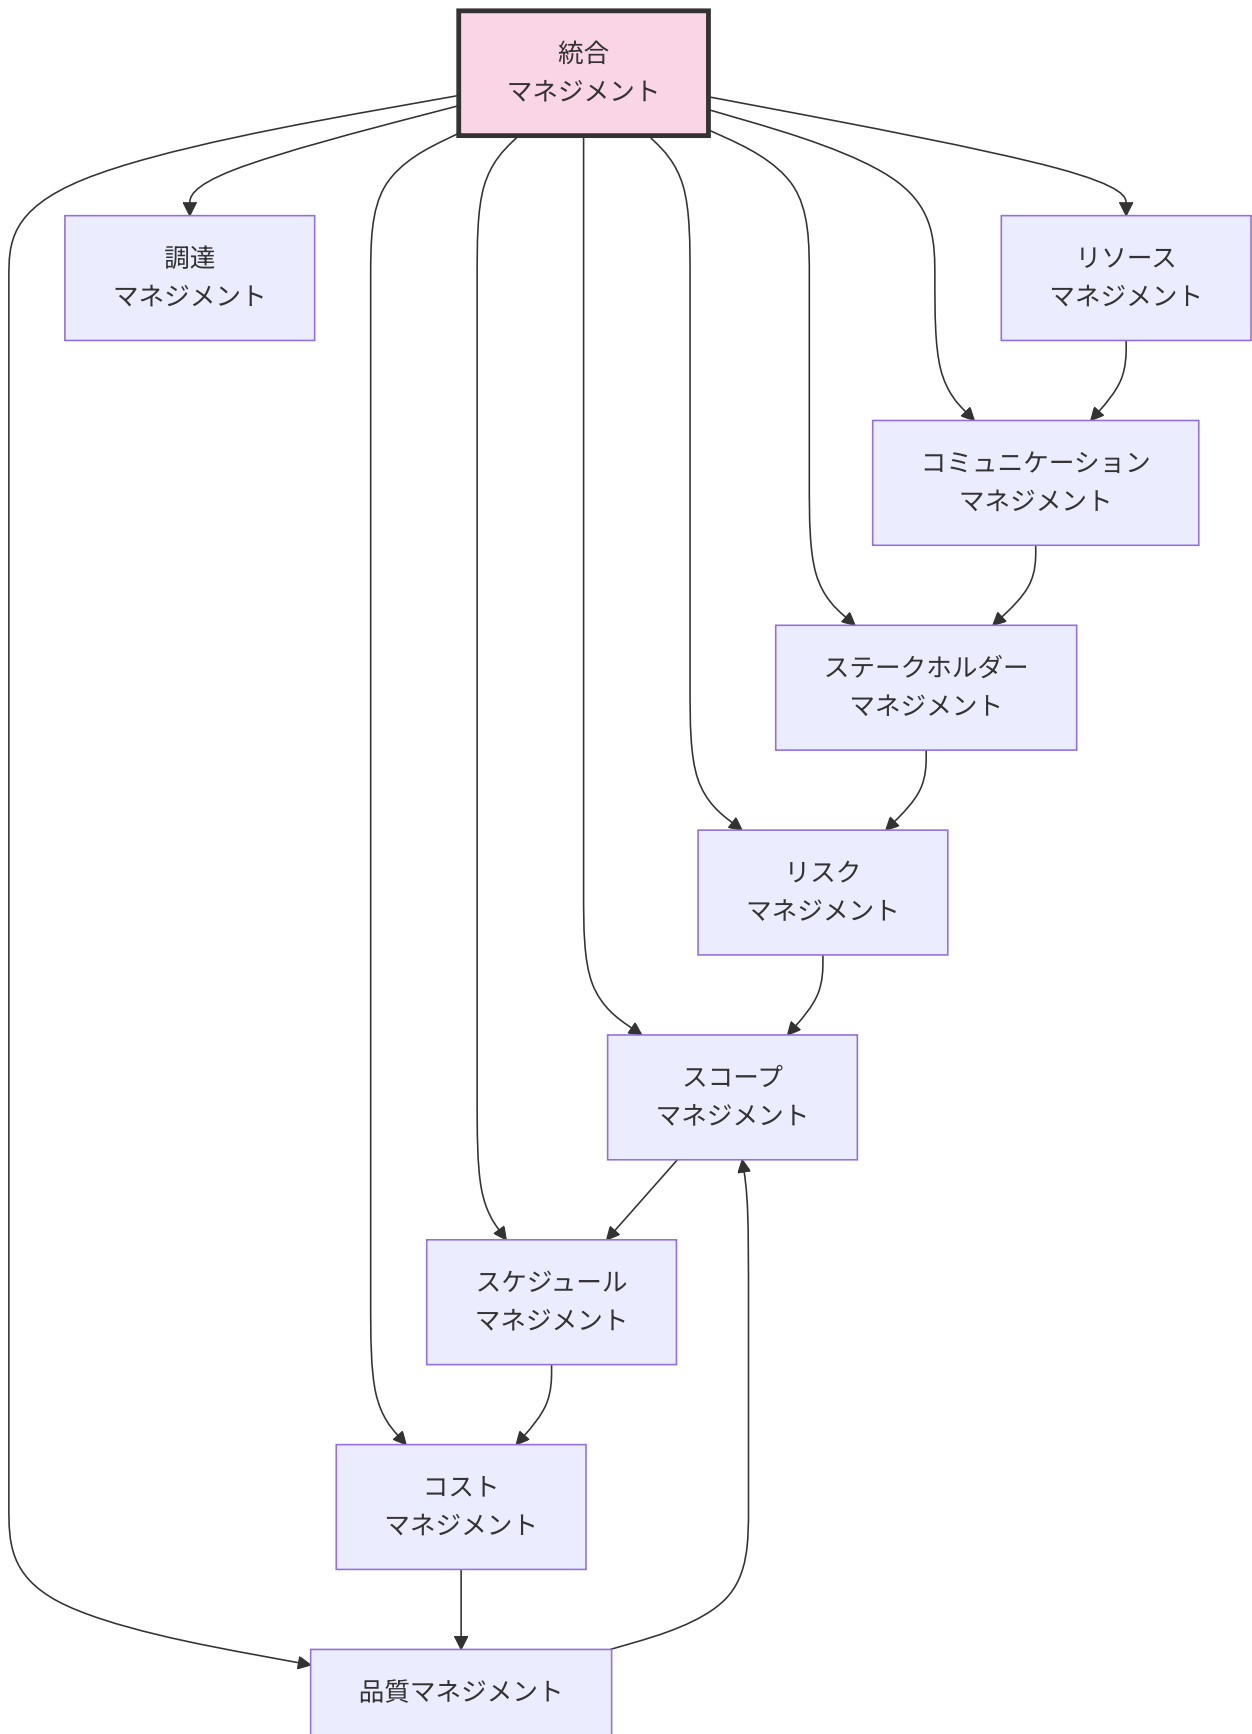 統合
マネジメント
調達
マネジメント
リソース
マネジメント
コミュニケーション
マネジメント
ステークホルダー
マネジメント
リスク
マネジメント
スコープ
マネジメント
スケジュール
マネジメント
コスト
マネジメント
品質マネジメント